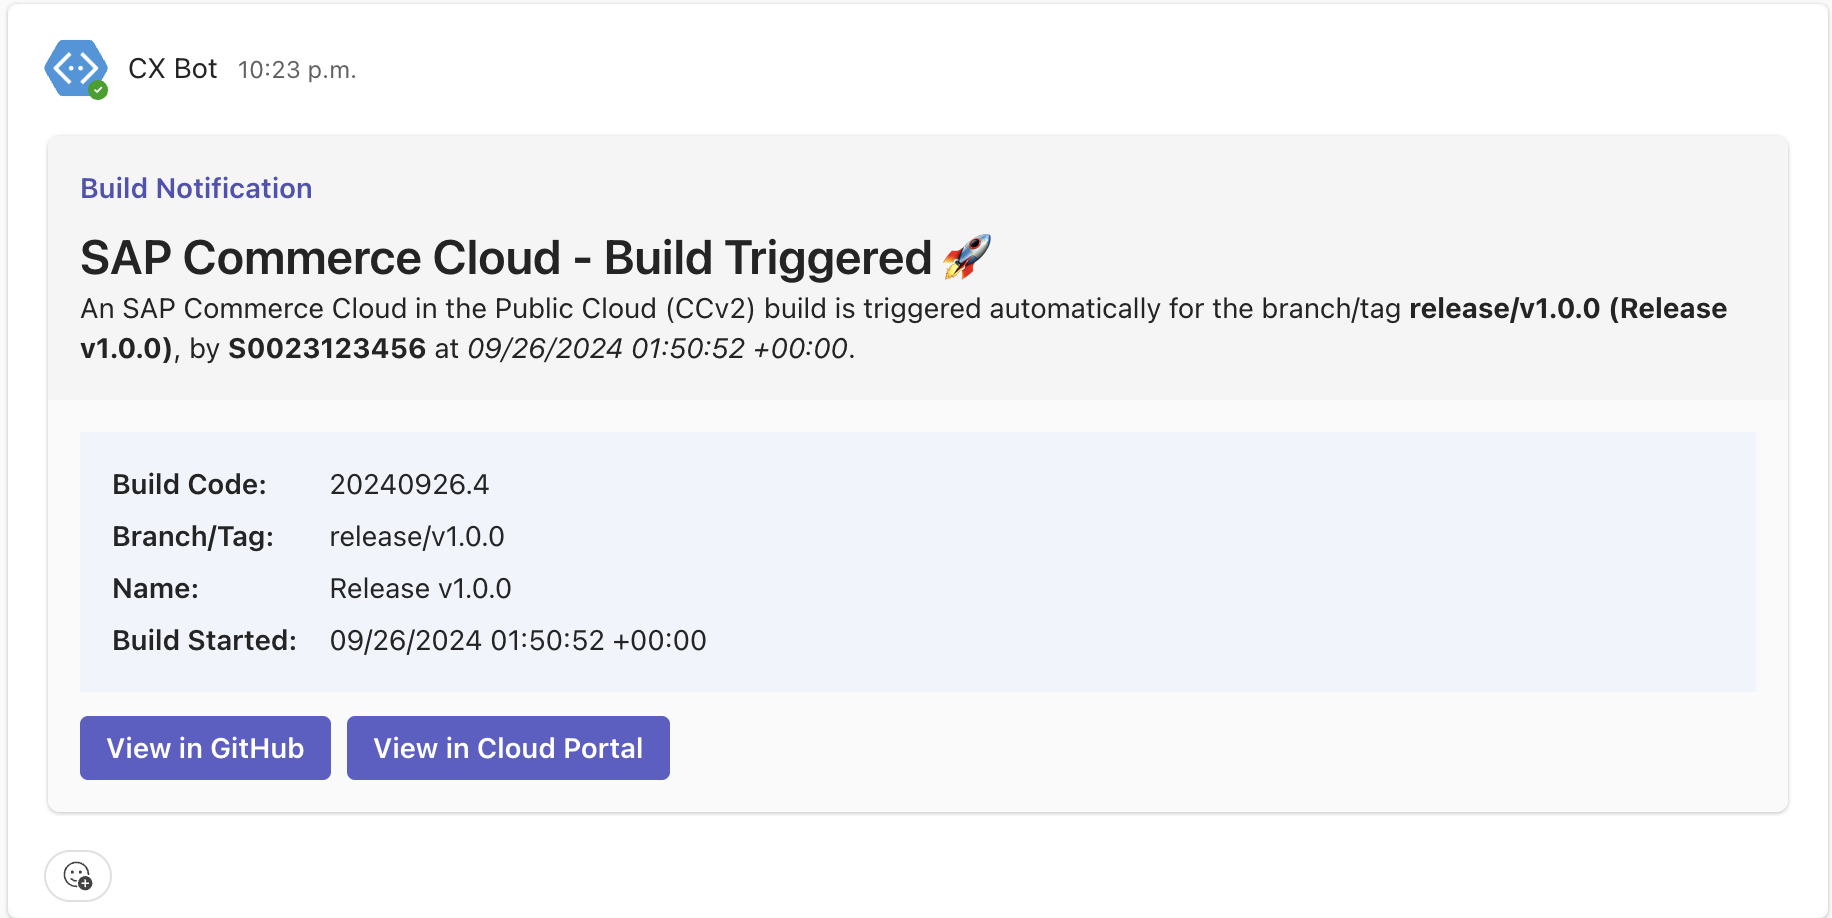 CX Bot 10:23 p.m.
Build Notification
SAP Commerce Cloud - Build Triggered 🚀
An SAP Commerce Cloud in the Public Cloud (CCv2) build is triggered automatically for the branch/tag release/v1.0.0 (Release
v1.0.0), by S0023123456 at 09/26/2024 01:50:52 +00:00.
Build Code: 20240926.4
Branch/Tag: release/v1.0.0
Name: Release v1.0.0
Build Started: 09/26/2024 01:50:52 +00:00
View in GitHub View in Cloud Portal